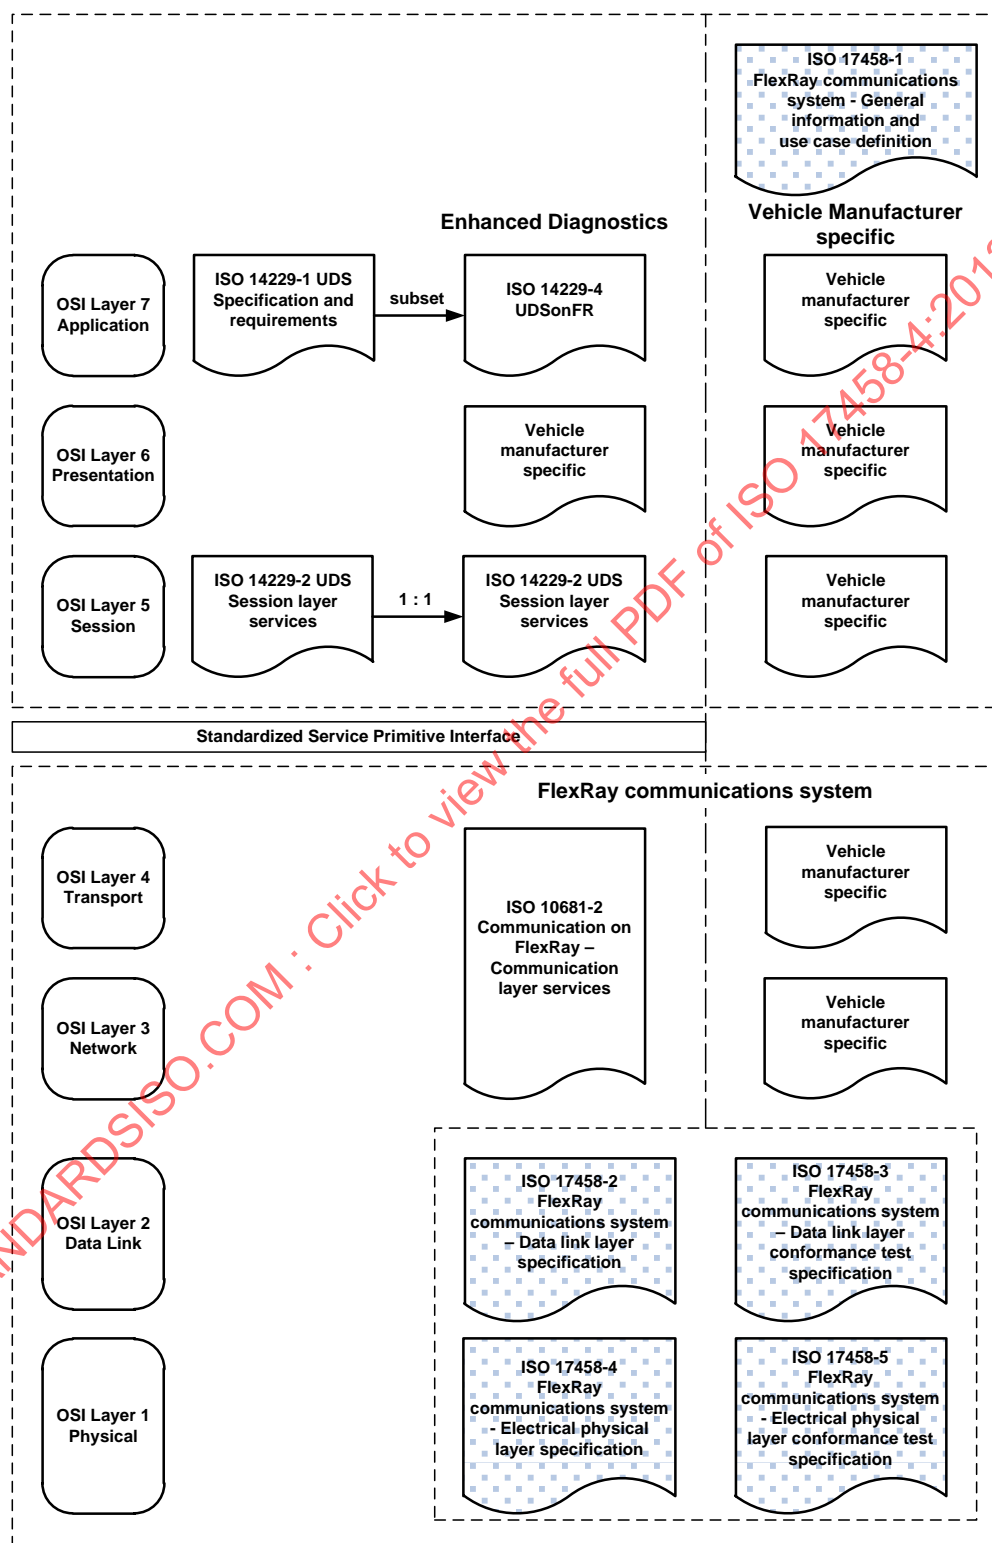 ISO 17458-1
FlexRay communications
system - General
information and
use case definition
Enhanced Diagnostics
Vehicle Manufacturer
specific
OSI Layer 7
Application
ISO 14229-1 UDS
Specification and
requirements
subset
ISO 14229-4
UDSonFR
Vehicle
manufacturer
specific
OSI Layer 6
Presentation
Vehicle
manufacturer
specific
Vehicle
manufacturer
specific
OSI Layer 5
Session
ISO 14229-2 UDS
Session layer
services
1 : 1
ISO 14229-2 UDS
Session layer
services
Vehicle
manufacturer
specific
Standardized Service Primitive Interface
FlexRay communications system
OSI Layer 4
Transport
ISO 10681-2
Communication on
FlexRay –
Communication
layer services
Vehicle
manufacturer
specific
OSI Layer 3
Network
Vehicle
manufacturer
specific
OSI Layer 2
Data Link
ISO 17458-2
FlexRay
communications system
– Data link layer
specification
ISO 17458-3
FlexRay
communications system
– Data link layer
conformance test
specification
OSI Layer 1
Physical
ISO 17458-4
FlexRay
communications system
- Electrical physical
layer specification
ISO 17458-5
FlexRay
communications system
- Electrical physical
layer conformance test
specification
NDARDSISO.COM : Click to view the full PDF of ISO 17458-4:201